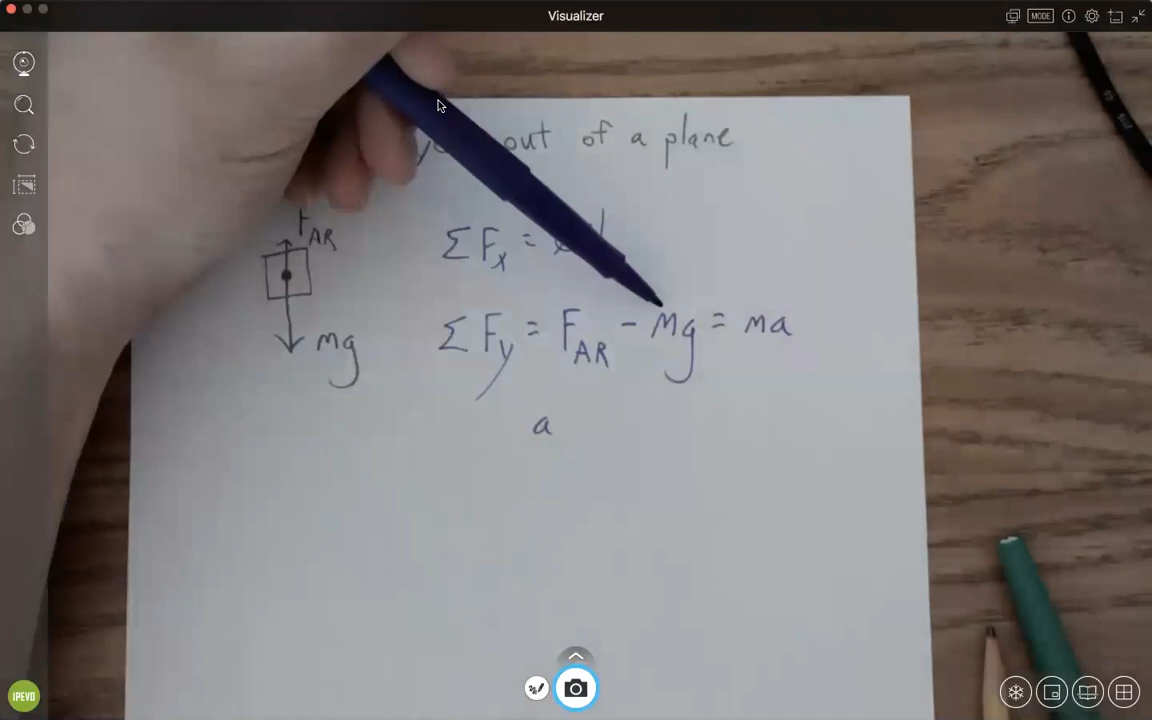 Visualizer
MODE
out of a plane
F_AR
ΣF_x =
mg
ΣF_y = F_AR - mg = ma
a
IPEVO